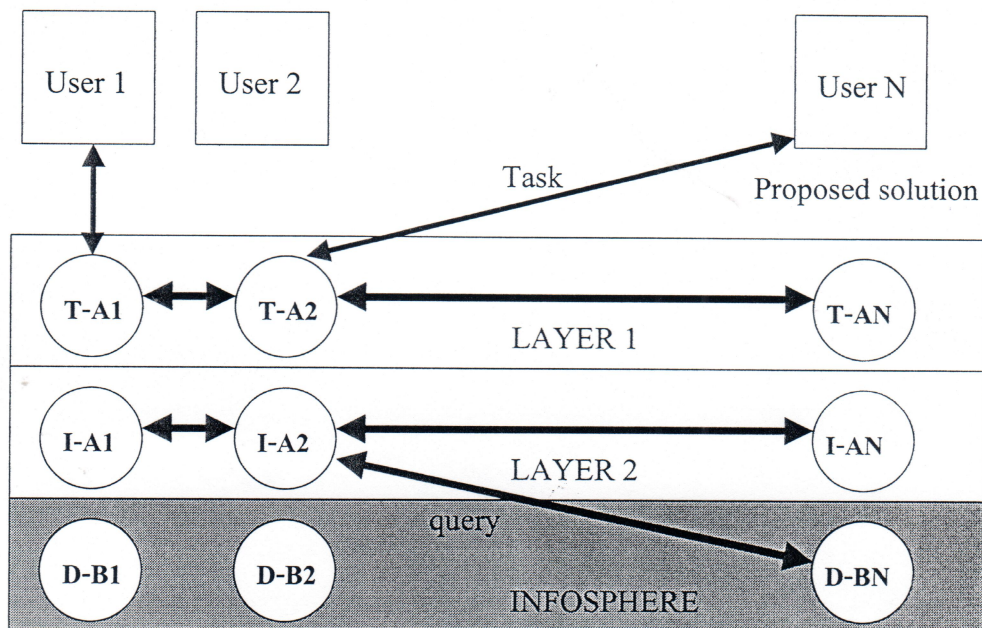 User 1
User 2
User N
Task
Proposed solution
T-A1
T-A2
T-AN
LAYER 1
I-A1
I-A2
I-AN
LAYER 2
query
D-B1
D-B2
D-BN
INFOSPHERE